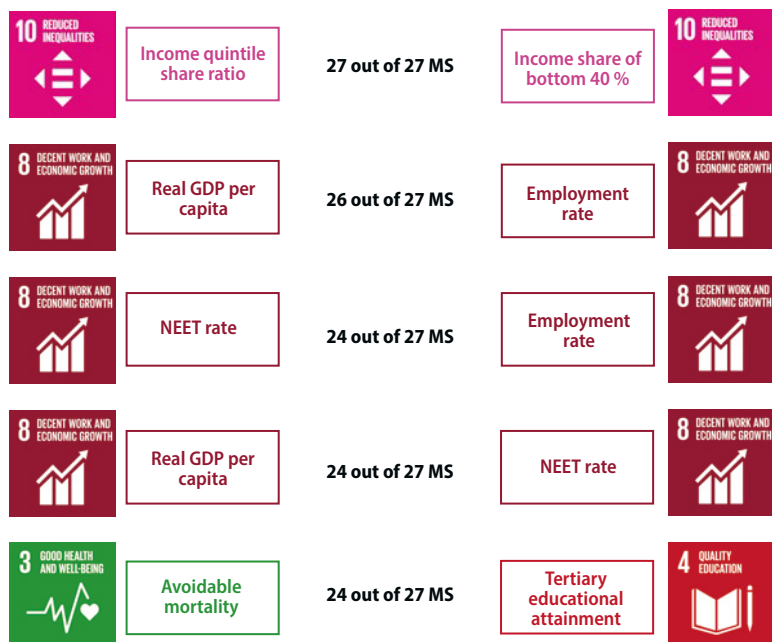 10 REDUCED
INEQUALITIES
Income quintile
share ratio
27 out of 27 MS
Income share of
bottom 40 %
10 REDUCED
INEQUALITIES
8 DECENT WORK AND
ECONOMIC GROWTH
Real GDP per
capita
26 out of 27 MS
Employment
rate
8 DECENT WORK AND
ECONOMIC GROWTH
8 DECENT WORK AND
ECONOMIC GROWTH
NEET rate
24 out of 27 MS
Employment
rate
8 DECENT WORK AND
ECONOMIC GROWTH
8 DECENT WORK AND
ECONOMIC GROWTH
Real GDP per
capita
24 out of 27 MS
NEET rate
8 DECENT WORK AND
ECONOMIC GROWTH
3 GOOD HEALTH
AND WELL-BEING
Avoidable
mortality
24 out of 27 MS
Tertiary
educational
attainment
4 QUALITY
EDUCATION